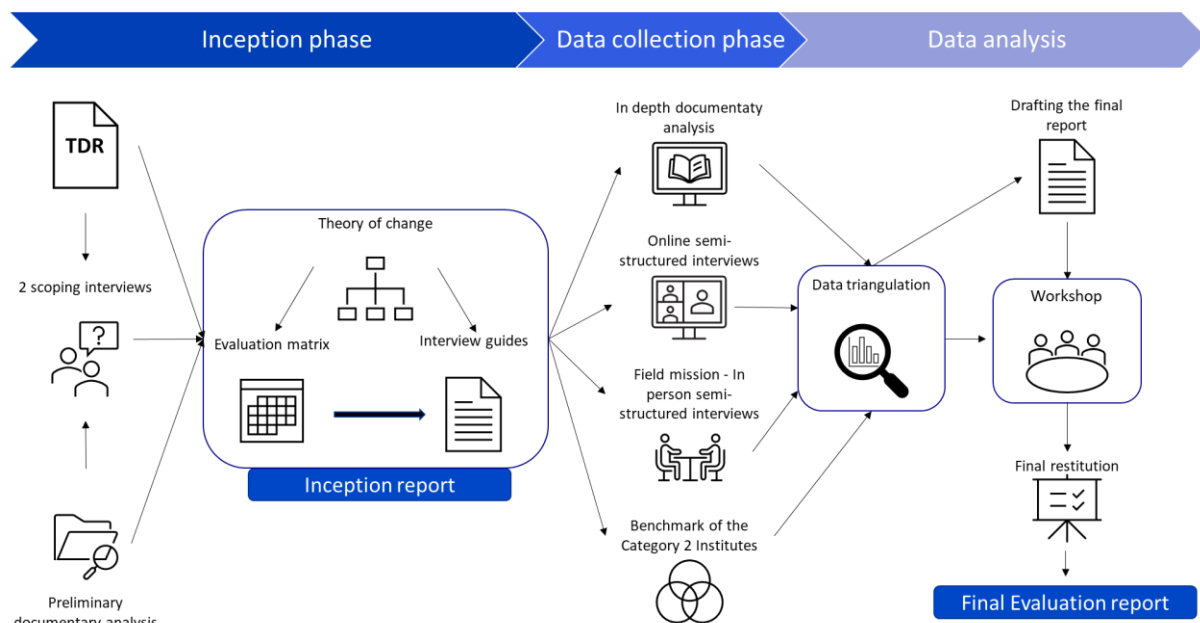 Inception phase
Data collection phase
Data analysis
TDR
2 scoping interviews
?
Preliminary
documentary analysis
Theory of change
Evaluation matrix
Interview guides
Inception report
In depth documentaty
analysis
Online semi-
structured interviews
Field mission - In
person semi-
structured interviews
Benchmark of the
Category 2 Institutes
Data triangulation
Drafting the final
report
Workshop
Final restitution
Final Evaluation report